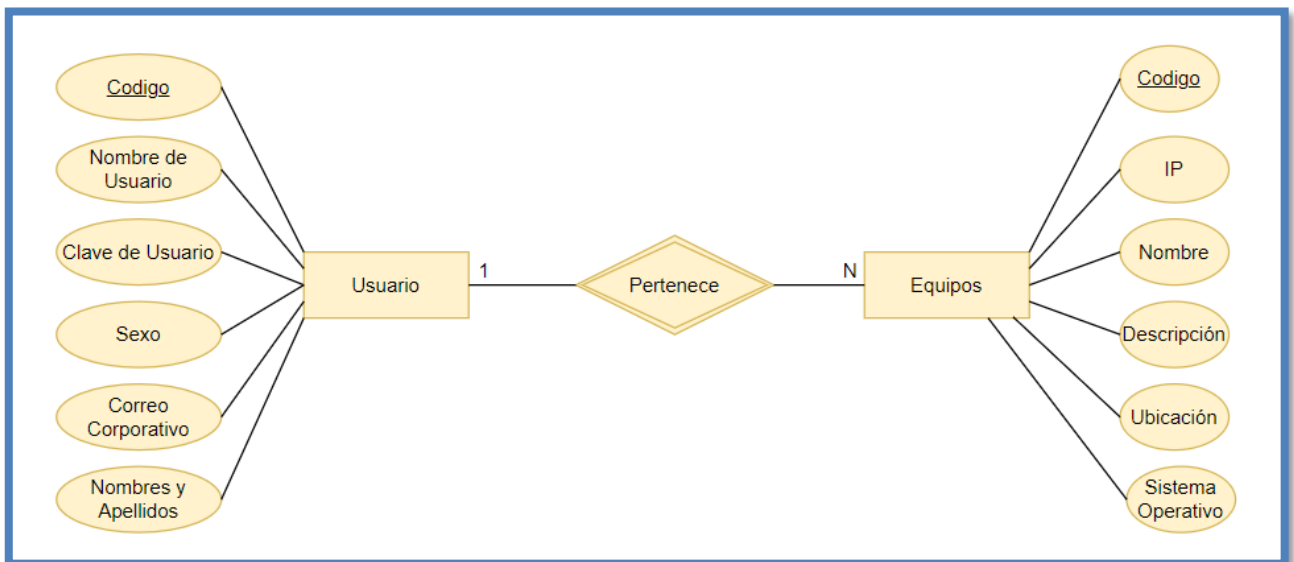 Codigo
Nombre de
Usuario
Clave de Usuario
Sexo
Correo
Corporativo
Nombres y
Apellidos
Usuario
1
Pertenece
N
Equipos
Codigo
IP
Nombre
Descripción
Ubicación
Sistema
Operativo